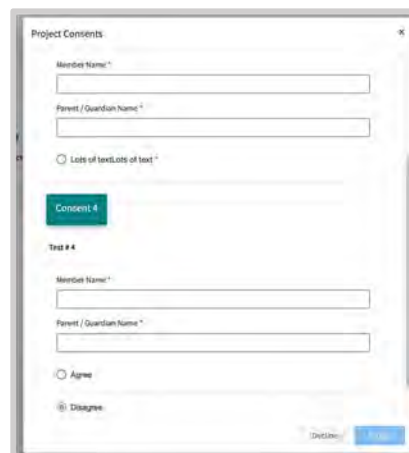 Project Consents ×
Member Name *
Parent / Guardian Name *
Lots of textLots of text *
Consent 4
Test # 4
Member Name *
Parent / Guardian Name *
Agree
Disagree
Decline